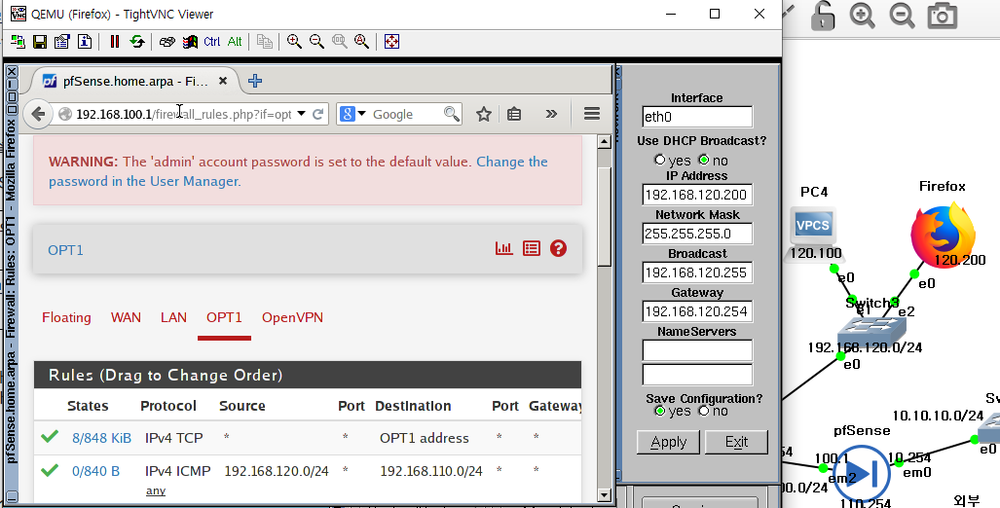 QEMU (Firefox) - TightVNC Viewer
Ctrl Alt
pfSense.home.arpa - Fi...
192.168.100.1/firewall_rules.php?if=opt
Google
WARNING: The 'admin' account password is set to the default value. Change the
password in the User Manager.
OPT1
Floating WAN LAN OPT1 OpenVPN
Rules (Drag to Change Order)
States Protocol Source Port Destination Port Gateway
8/848 KiB IPv4 TCP * * OPT1 address * *
0/840 B IPv4 ICMP 192.168.120.0/24 * 192.168.110.0/24 * *
any
pfSense.home.arpa - Firewall: Rules: OPT1 - Mozilla Firefox
Interface
eth0
Use DHCP Broadcast?
yes no
IP Address
192.168.120.200
Network Mask
255.255.255.0
Broadcast
192.168.120.255
Gateway
192.168.120.254
NameServers
Save Configuration?
yes no
Apply Exit
PC4
VPCS
120.100
e0
Firefox
120.200
e0
Switch3
e1 e2
192.168.120.0/24
e0
10.10.10.0/24
e0
pfSense
100.1
em2
10.254
em0
110.254
외부